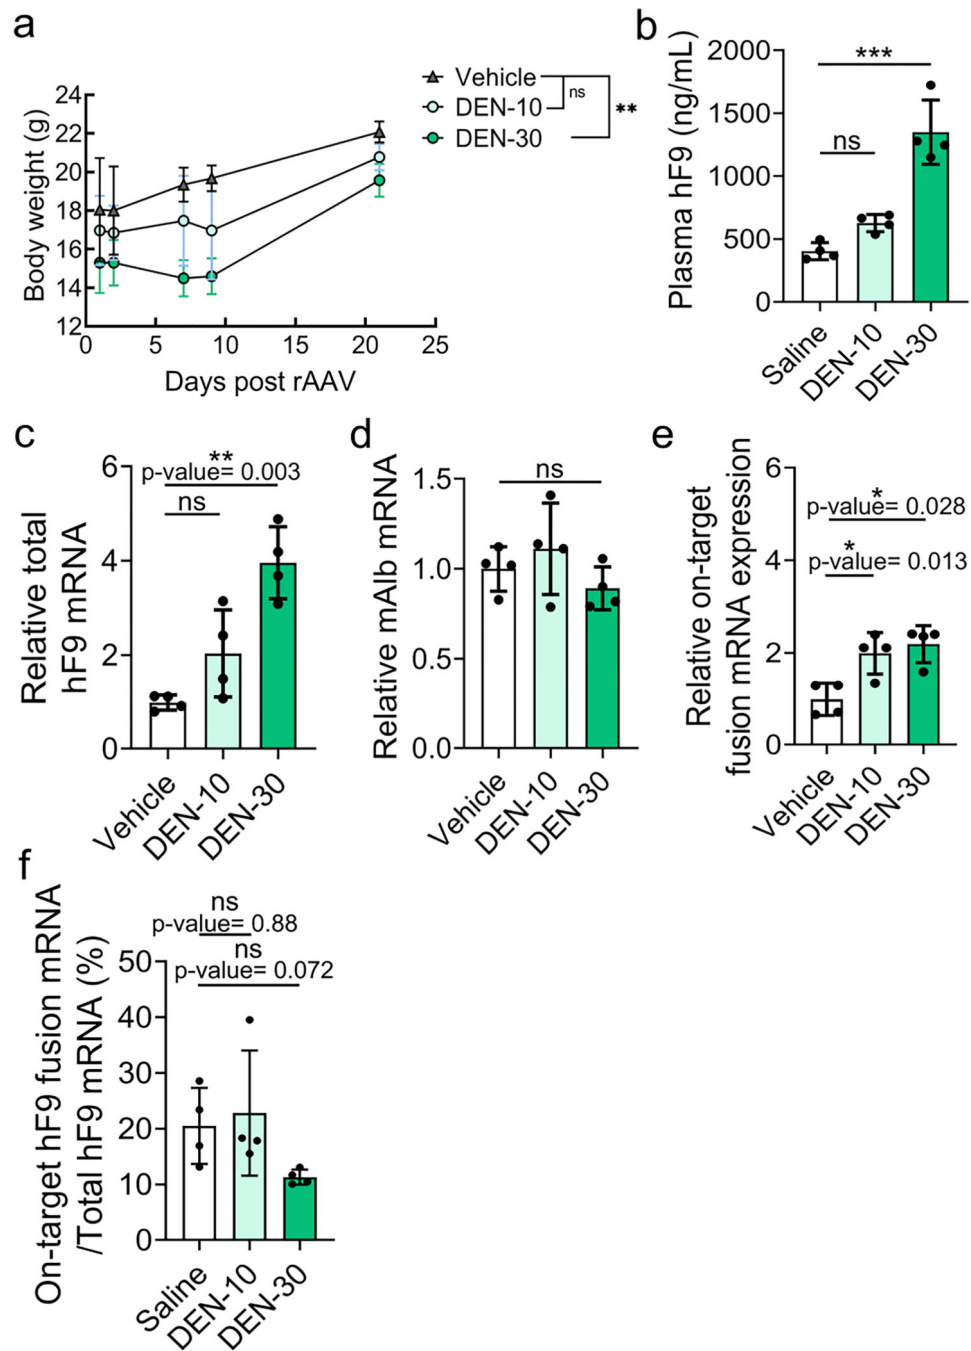 a
Vehicle
DEN-10
DEN-30
ns
**
Body weight (g)
24
22
20
18
16
14
12
0 5 10 15 20 25
Days post rAAV
b
Plasma hF9 (ng/mL)
2000
1500
1000
500
0
***
ns
Saline
DEN-10
DEN-30
c
Relative total
hF9 mRNA
6
4
2
0
**
p-value= 0.003
ns
Vehicle
DEN-10
DEN-30
d
Relative mAlb mRNA
1.5
1.0
0.5
0.0
ns
Vehicle
DEN-10
DEN-30
e
Relative on-target
fusion mRNA expression
6
4
2
0
*
p-value= 0.028
*
p-value= 0.013
Vehicle
DEN-10
DEN-30
f
On-target hF9 fusion mRNA
/Total hF9 mRNA (%)
ns
p-value= 0.88
ns
p-value= 0.072
50
40
30
20
10
0
Saline
DEN-10
DEN-30